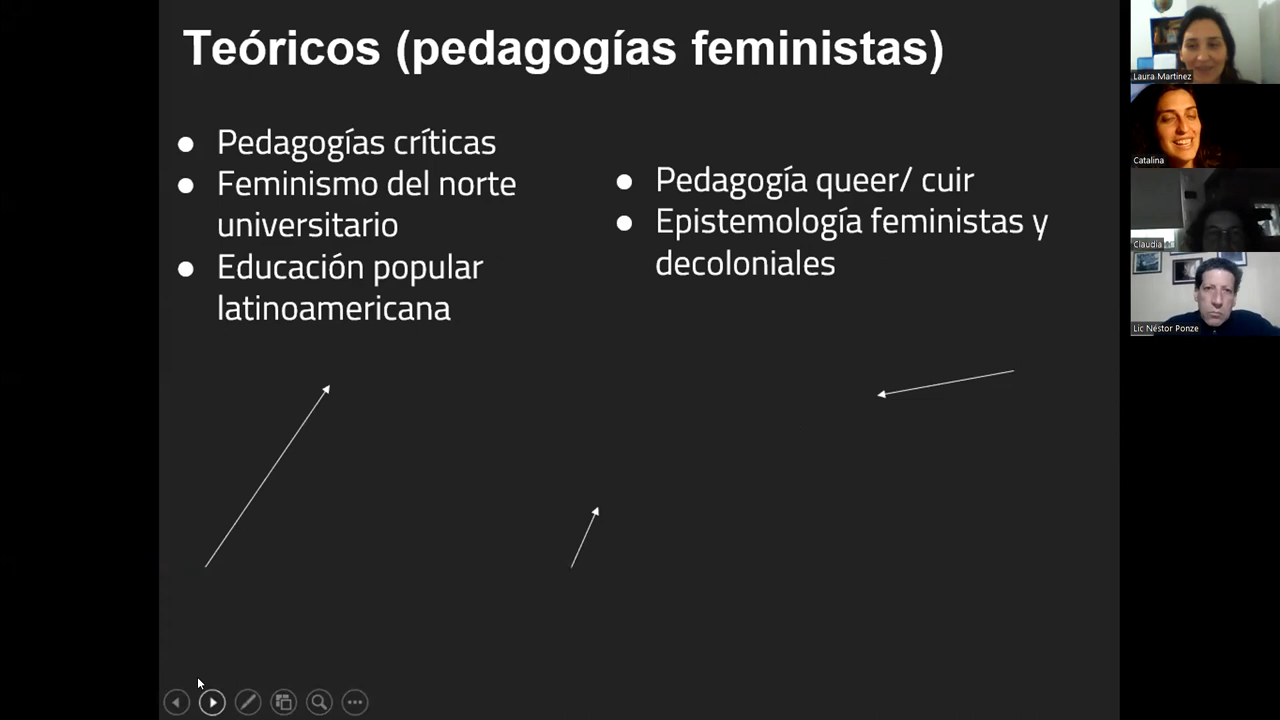 Teóricos (pedagogías feministas)
● Pedagogías críticas
● Feminismo del norte
universitario
● Educación popular
latinoamericana
● Pedagogía queer/ cuir
● Epistemología feministas y
decoloniales
Laura Martinez
Catalina
Claudia
Lic Néstor Ponze